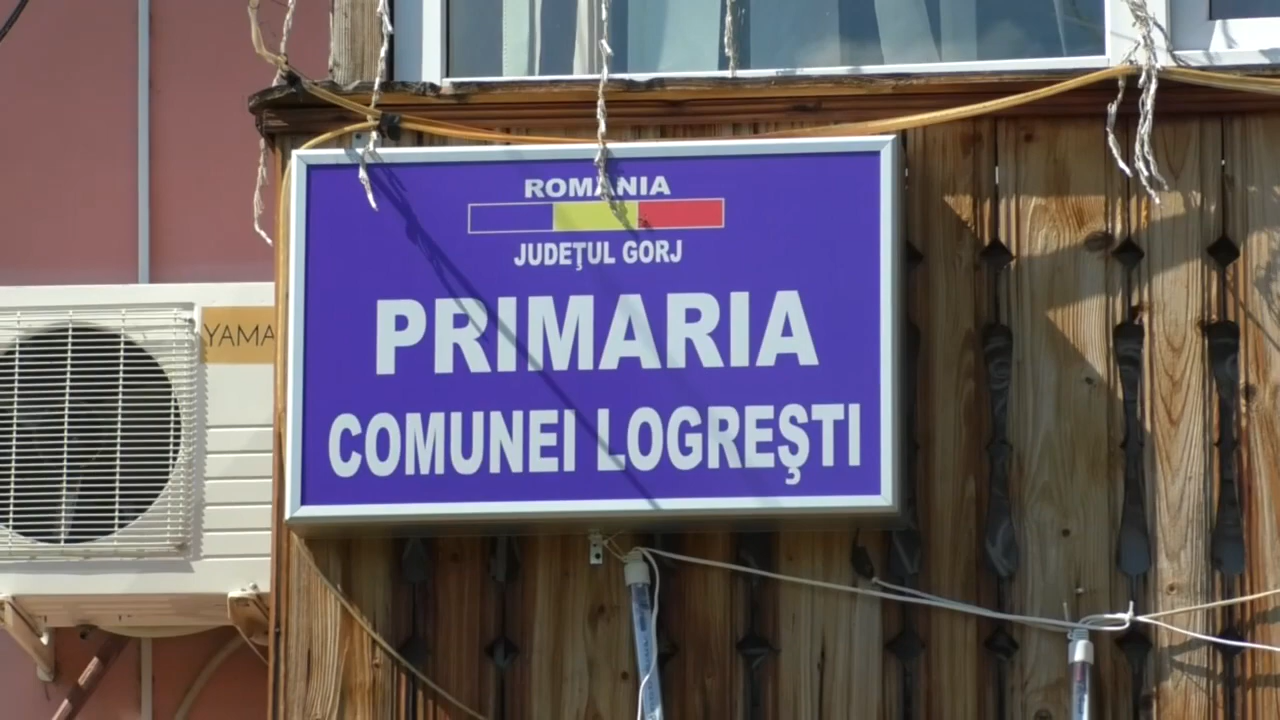 ROMANIA
JUDEŢUL GORJ
PRIMARIA
COMUNEI LOGREŞTI
YAMA